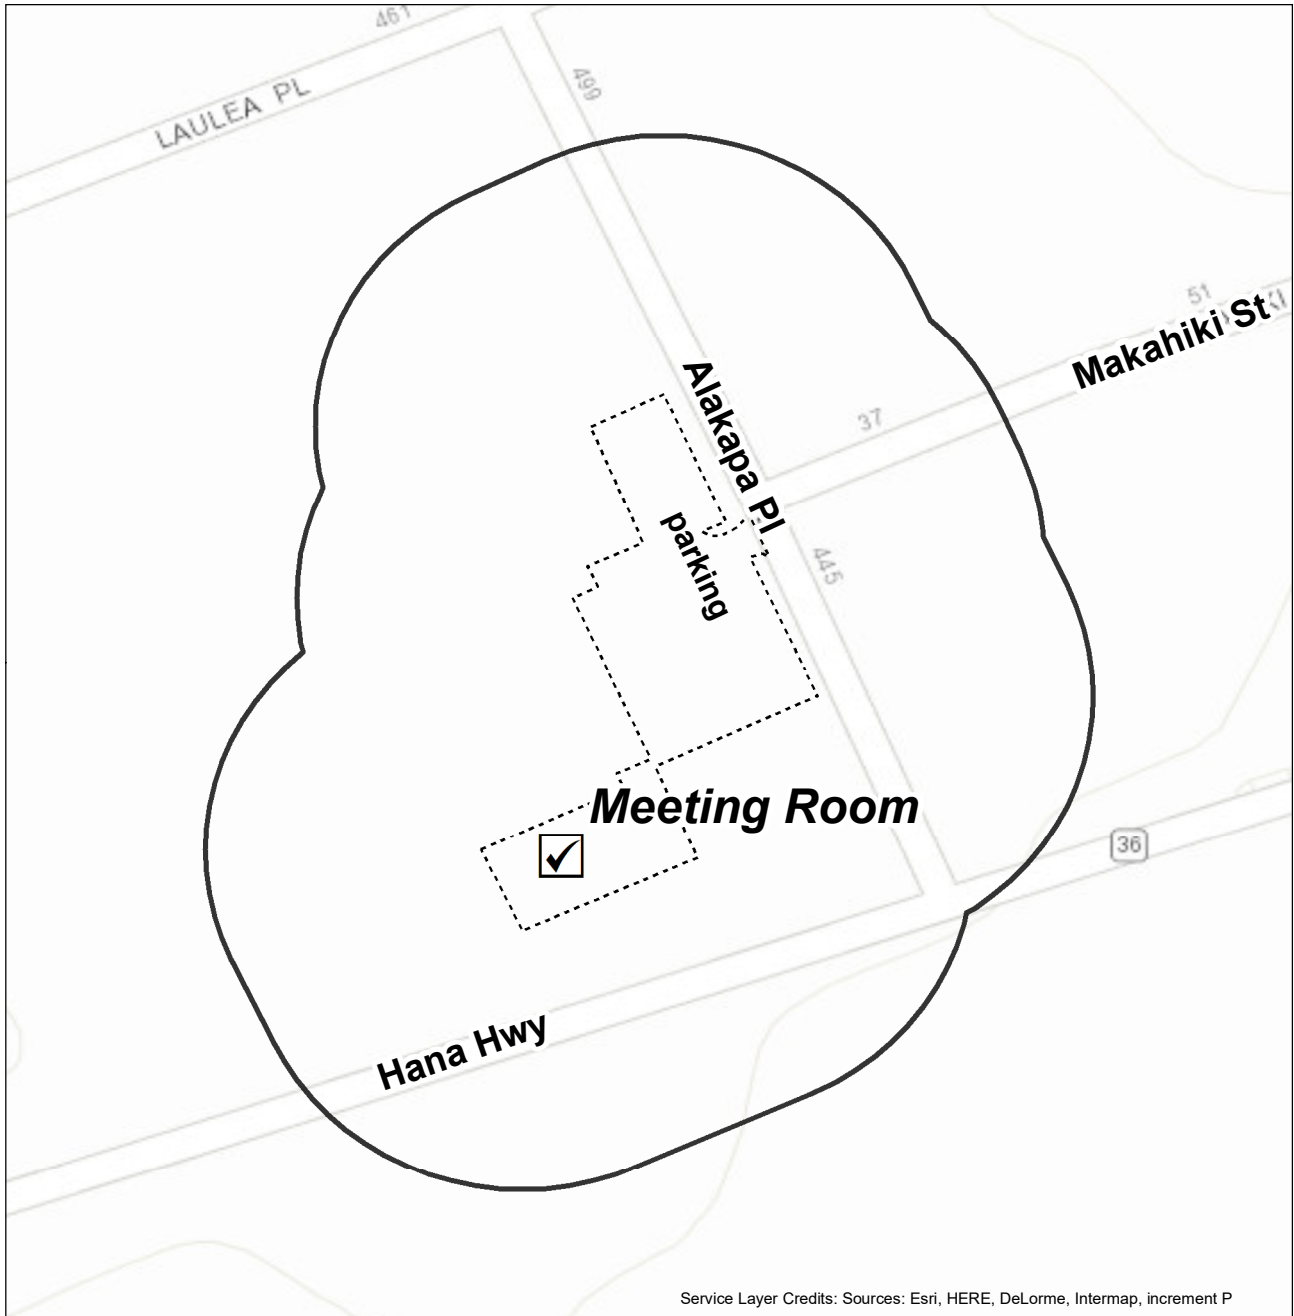 461
499
LAULEA PL
51
Makahiki St
37
Alakapa Pl
parking
445
Meeting Room
36
Hana Hwy
Service Layer Credits: Sources: Esri, HERE, DeLorme, Intermap, increment P